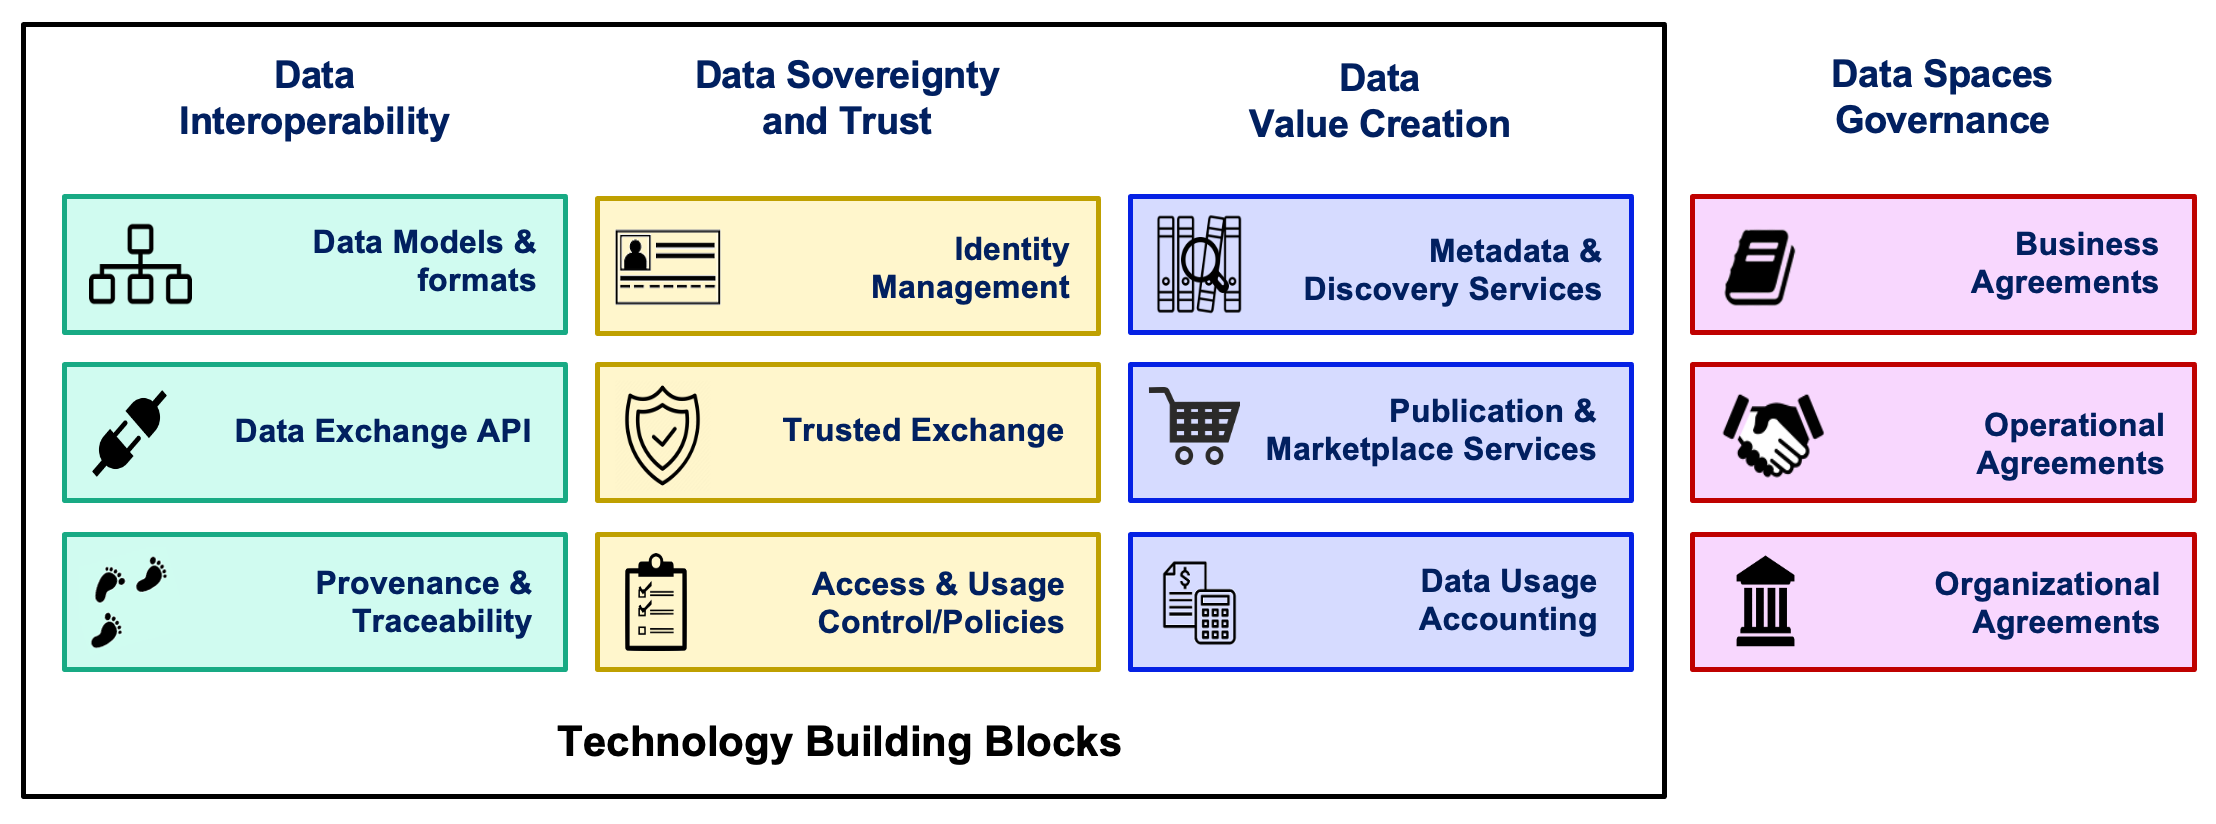 Data
Interoperability
Data Models &
formats
Data Exchange API
Provenance &
Traceability
Data Sovereignty
and Trust
Identity
Management
Trusted Exchange
Access & Usage
Control/Policies
Data
Value Creation
Metadata &
Discovery Services
Publication &
Marketplace Services
$
Data Usage
Accounting
Technology Building Blocks
Data Spaces
Governance
Business
Agreements
Operational
Agreements
Organizational
Agreements